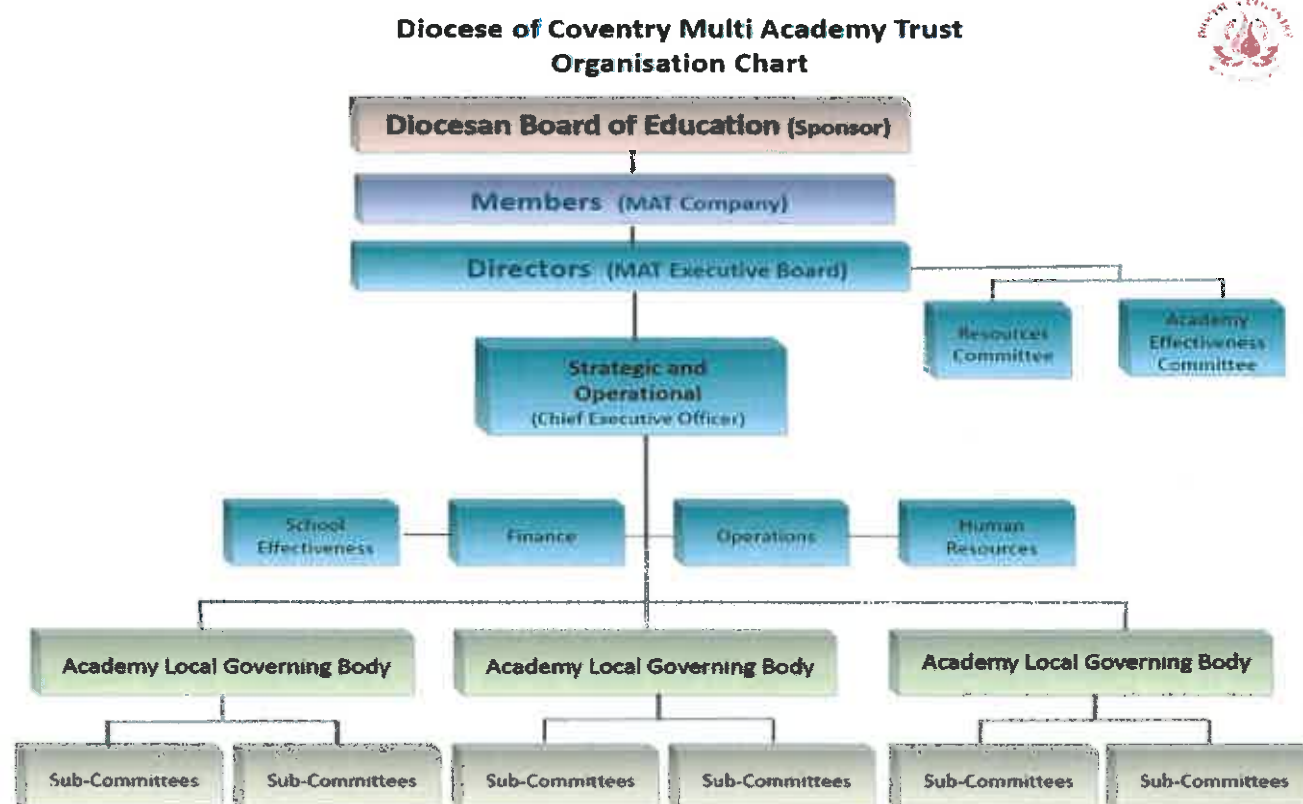 Diocese of Coventry Multi Academy Trust
Organisation Chart
Diocesan Board of Education (Sponsor)
Members (MAT Company)
Directors (MAT Executive Board)
Resources
Committee
Academy
Effectiveness
Committee
Strategic and
Operational
(Chief Executive Officer)
School
Effectiveness
Finance
Operations
Human
Resources
Academy Local Governing Body
Academy Local Governing Body
Academy Local Governing Body
Sub-Committees
Sub-Committees
Sub-Committees
Sub-Committees
Sub-Committees
Sub-Committees